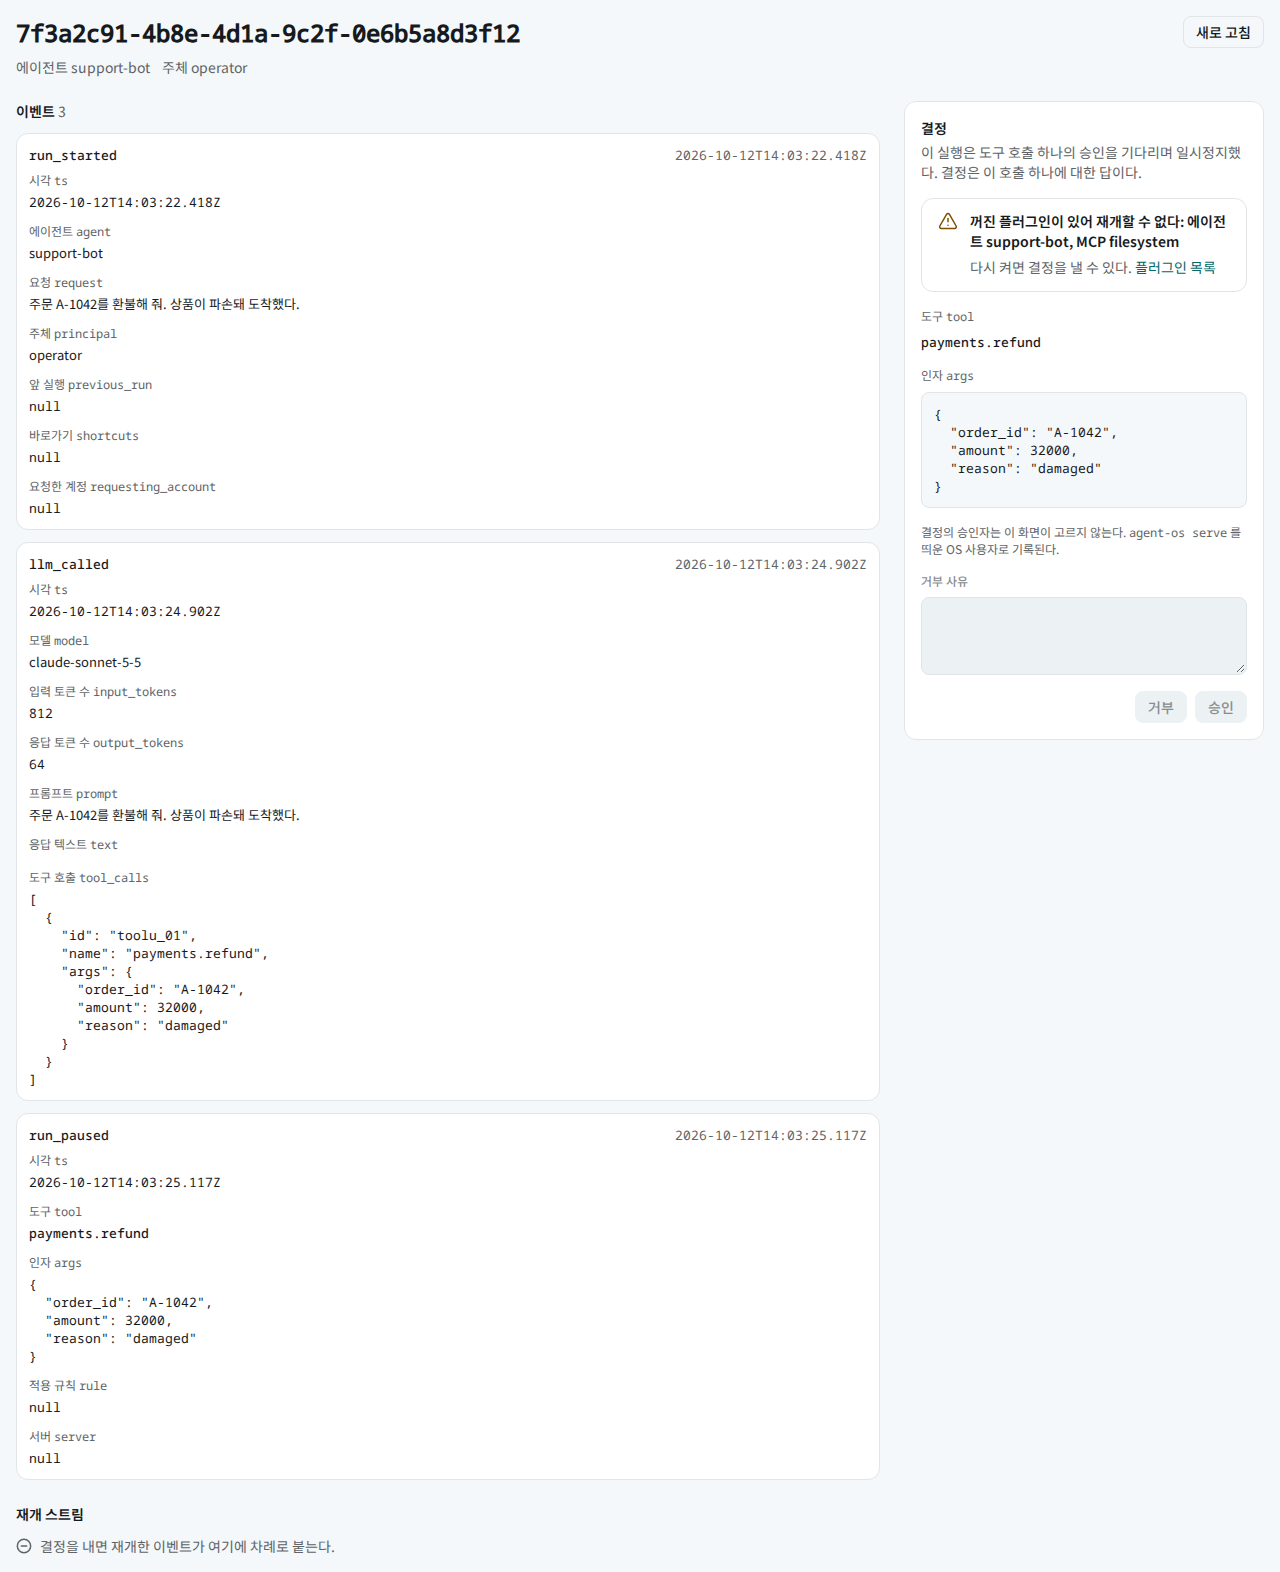 7f3a2c91-4b8e-4d1a-9c2f-0e6b5a8d3f12
새로 고침
에이전트 support-bot 주체 operator
이벤트 3
run_started 2026-10-12T14:03:22.418Z
시각 ts
2026-10-12T14:03:22.418Z
에이전트 agent
support-bot
요청 request
주문 A-1042를 환불해 줘. 상품이 파손돼 도착했다.
주체 principal
operator
앞 실행 previous_run
null
바로가기 shortcuts
null
요청한 계정 requesting_account
null
llm_called 2026-10-12T14:03:24.902Z
시각 ts
2026-10-12T14:03:24.902Z
모델 model
claude-sonnet-5-5
입력 토큰 수 input_tokens
812
응답 토큰 수 output_tokens
64
프롬프트 prompt
주문 A-1042를 환불해 줘. 상품이 파손돼 도착했다.
응답 텍스트 text
도구 호출 tool_calls
[
  {
    "id": "toolu_01",
    "name": "payments.refund",
    "args": {
      "order_id": "A-1042",
      "amount": 32000,
      "reason": "damaged"
    }
  }
]
run_paused 2026-10-12T14:03:25.117Z
시각 ts
2026-10-12T14:03:25.117Z
도구 tool
payments.refund
인자 args
{
  "order_id": "A-1042",
  "amount": 32000,
  "reason": "damaged"
}
적용 규칙 rule
null
서버 server
null
재개 스트림
결정을 내면 재개한 이벤트가 여기에 차례로 붙는다.
결정
이 실행은 도구 호출 하나의 승인을 기다리며 일시정지했
다. 결정은 이 호출 하나에 대한 답이다.
꺼진 플러그인이 있어 재개할 수 없다: 에이전
트 support-bot, MCP filesystem
다시 켜면 결정을 낼 수 있다. 플러그인 목록
도구 tool
payments.refund
인자 args
{
  "order_id": "A-1042",
  "amount": 32000,
  "reason": "damaged"
}
결정의 승인자는 이 화면이 고르지 않는다. agent-os serve 를
띄운 OS 사용자로 기록된다.
거부 사유
거부 승인